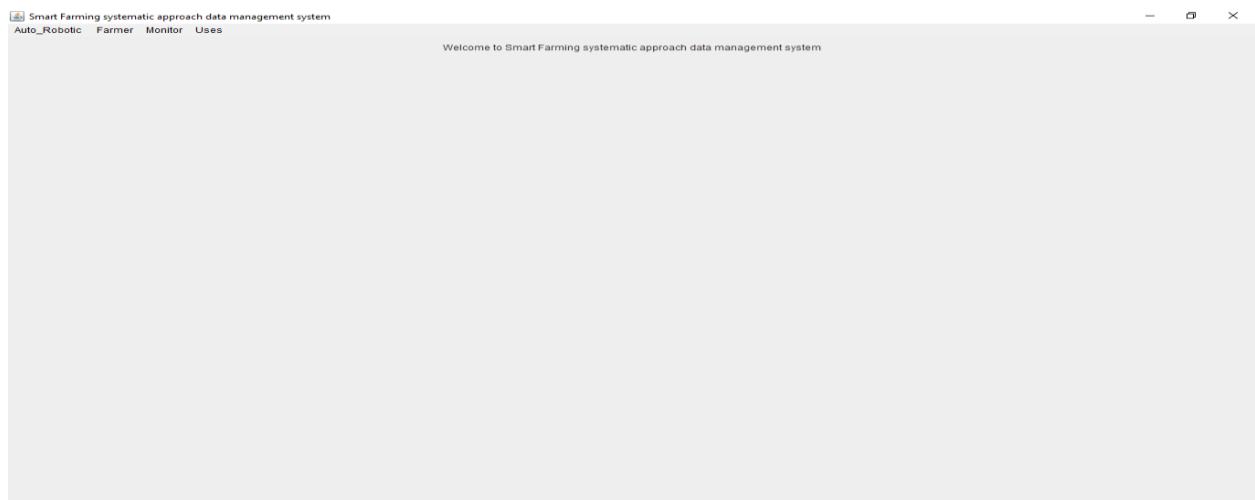 Smart Farming systematic approach data management system
Auto_Robotic Farmer Monitor Uses
Welcome to Smart Farming systematic approach data management system